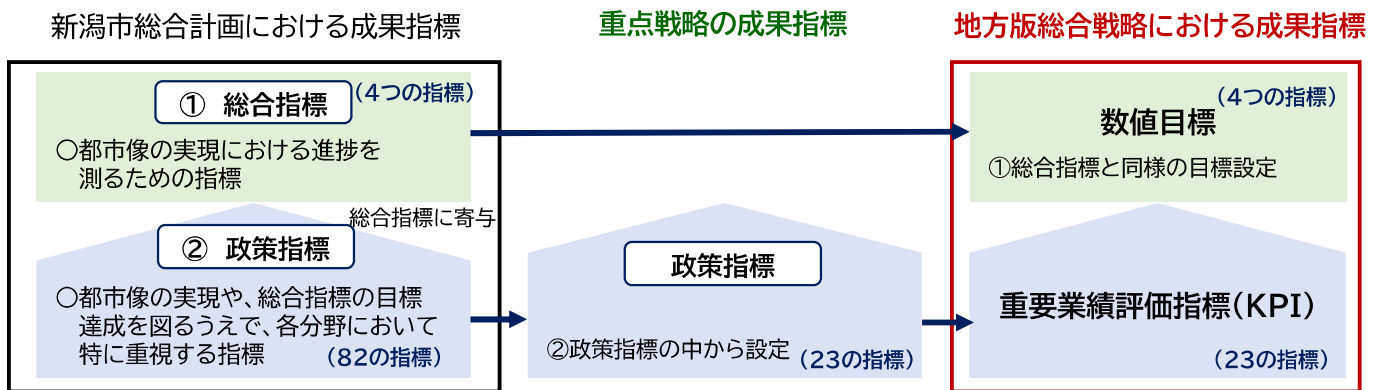 新潟市総合計画における成果指標
重点戦略の成果指標
地方版総合戦略における成果指標
① 総合指標
(4つの指標)
〇都市像の実現における進捗を
測るための指標
総合指標に寄与
② 政策指標
〇都市像の実現や、総合指標の目標
達成を図るうえで、各分野において
特に重視する指標
(82の指標)
政策指標
②政策指標の中から設定
(23の指標)
(4つの指標)
数値目標
①総合指標と同様の目標設定
重要業績評価指標(KPI)
(23の指標)